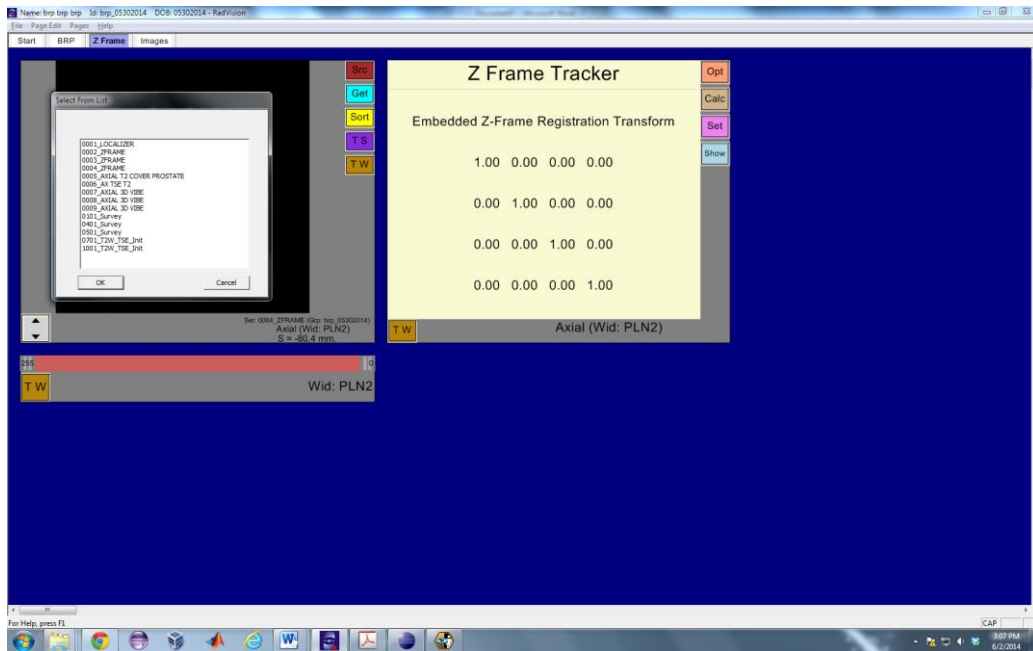 Name: brp brp brp Id: brp_05302014 DOB: 05302014 - RadVision
File Page Edit Pages Help
Start BRP Z Frame Images
Src
Get
Sort
T S
T W
Select From List
0001_LOCALIZER
0002_ZFRAME
0003_ZFRAME
0004_ZFRAME
0005_AXIAL T2 COVER PROSTATE
0006_AX TSE T2
0007_AXIAL 3D VIBE
0008_AXIAL 3D VIBE
0009_AXIAL 3D VIBE
0101_Survey
0401_Survey
0501_Survey
0701_T2W_TSE_Init
1001_T2W_TSE_Init
OK Cancel
Set: 0004_ZFRAME (Grp: brp_05302014)
Axial (Wid: PLN2)
S = -80.4 mm.
255 0
T W Wid: PLN2
Z Frame Tracker
Opt
Calc
Set
Show
Embedded Z-Frame Registration Transform
1.00 0.00 0.00 0.00
0.00 1.00 0.00 0.00
0.00 0.00 1.00 0.00
0.00 0.00 0.00 1.00
T W Axial (Wid: PLN2)
For Help, press F1
CAP
3:07 PM
6/2/2014